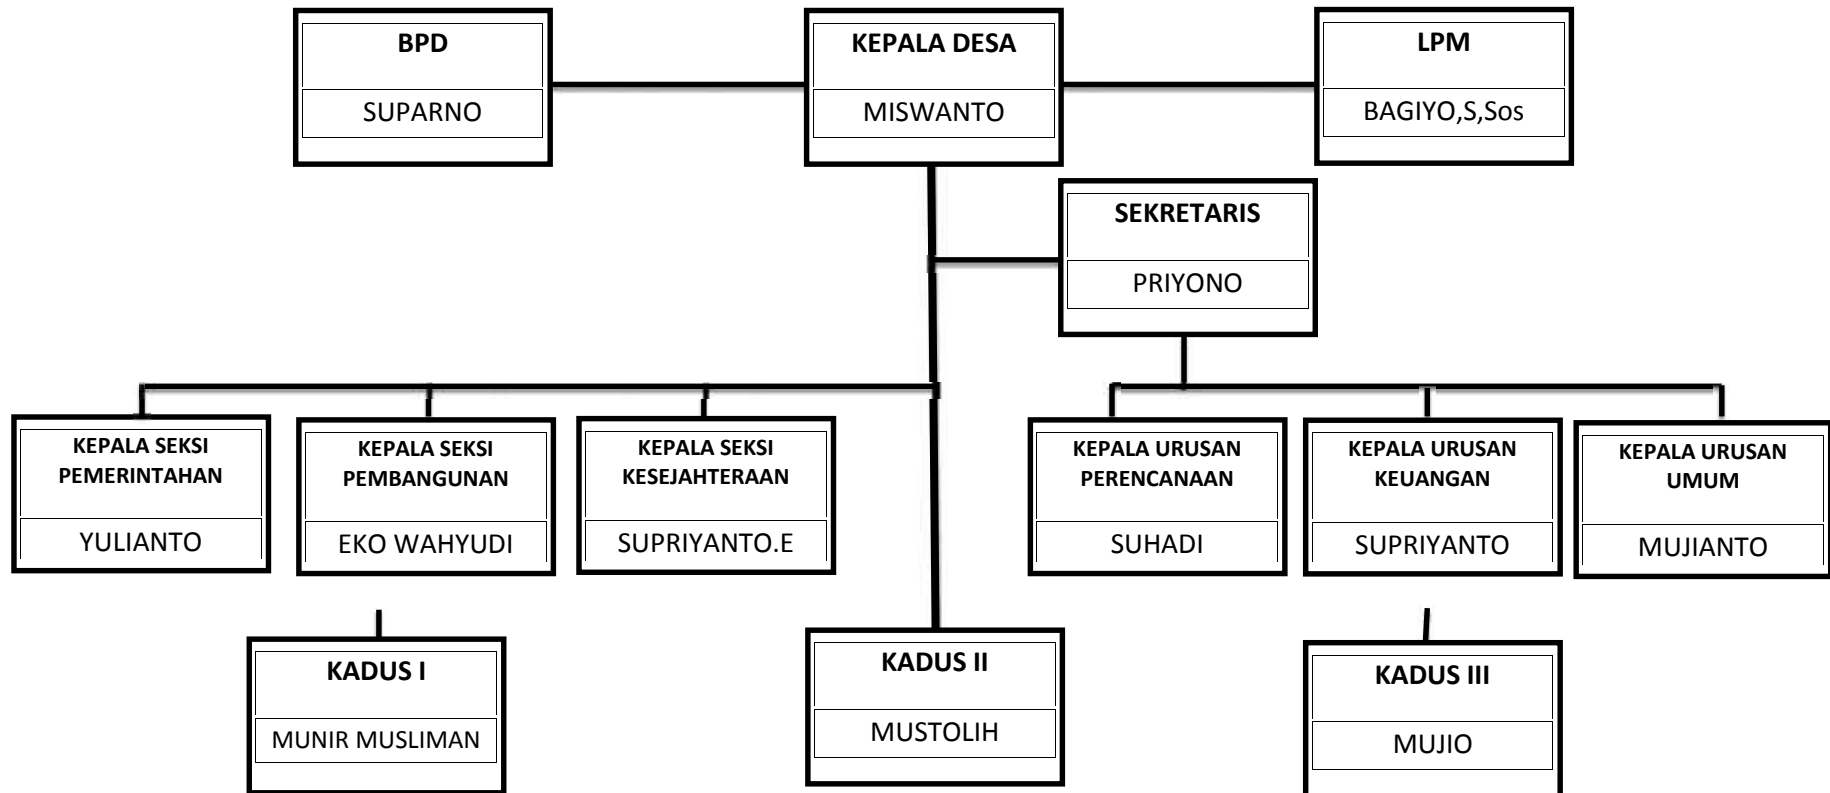 BPD
SUPARNO
KEPALA DESA
MISWANTO
LPM
BAGIYO,S,Sos
SEKRETARIS
PRIYONO
KEPALA SEKSI
PEMERINTAHAN
YULIANTO
KEPALA SEKSI
PEMBANGUNAN
EKO WAHYUDI
KEPALA SEKSI
KESEJAHTERAAN
SUPRIYANTO.E
KEPALA URUSAN
PERENCANAAN
SUHADI
KEPALA URUSAN
KEUANGAN
SUPRIYANTO
KEPALA URUSAN
UMUM
MUJIANTO
KADUS I
MUNIR MUSLIMAN
KADUS II
MUSTOLIH
KADUS III
MUJIO